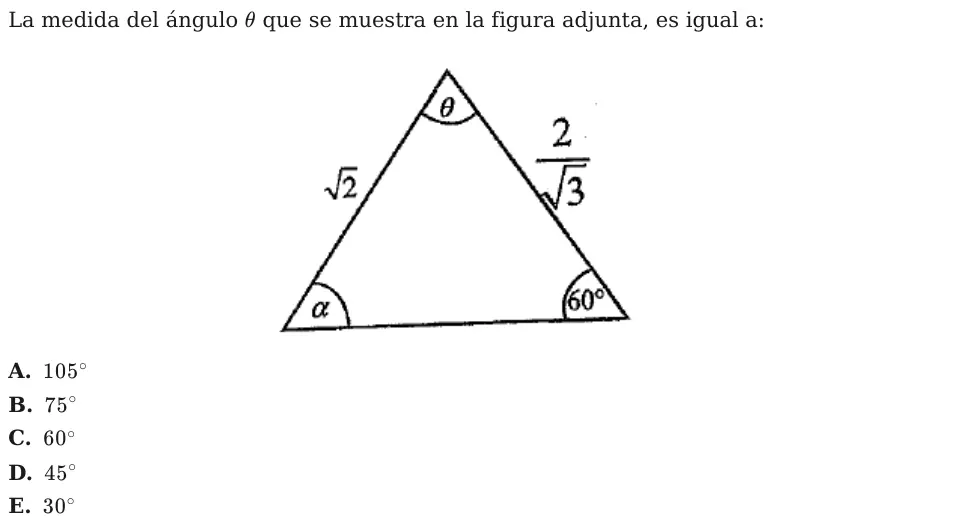 La medida del ángulo θ que se muestra en la figura adjunta, es igual a:
θ
2
√2
√3
α
60°
A. 105°
B. 75°
C. 60°
D. 45°
E. 30°